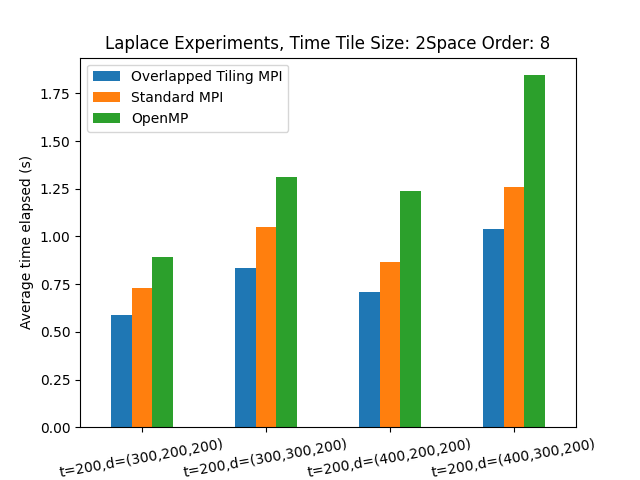 Laplace Experiments, Time Tile Size: 2Space Order: 8
Overlapped Tiling MPI
Standard MPI
OpenMP
Average time elapsed (s)
1.75
1.50
1.25
1.00
0.75
0.50
0.25
0.00
t=200,d=(300,200,200)
t=200,d=(300,300,200)
t=200,d=(400,200,200)
t=200,d=(400,300,200)